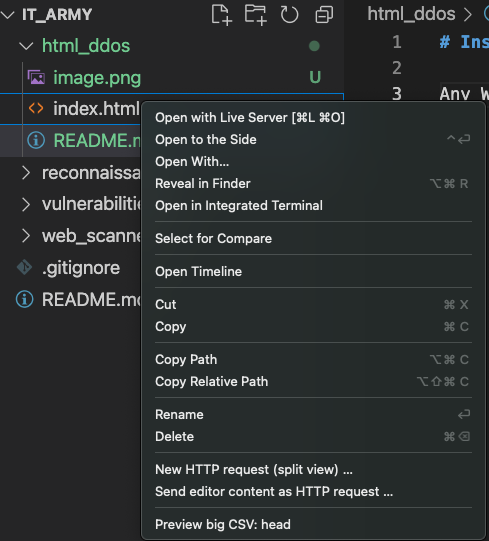 IT_ARMY
html_ddos
html_ddos
1 # Ins
2
image.png U
3 Any W
index.html
README.m
reconnaissa
vulnerabilitie
web_scanne
.gitignore
README.md
Open with Live Server [⌘L ⌘O]
Open to the Side ⌃⏎
Open With...
Reveal in Finder ⌥⌘ R
Open in Integrated Terminal
Select for Compare
Open Timeline
Cut ⌘ X
Copy ⌘ C
Copy Path ⌥⌘ C
Copy Relative Path ⌥⇧⌘ C
Rename ⏎
Delete ⌘⌫
New HTTP request (split view) ...
Send editor content as HTTP request ...
Preview big CSV: head